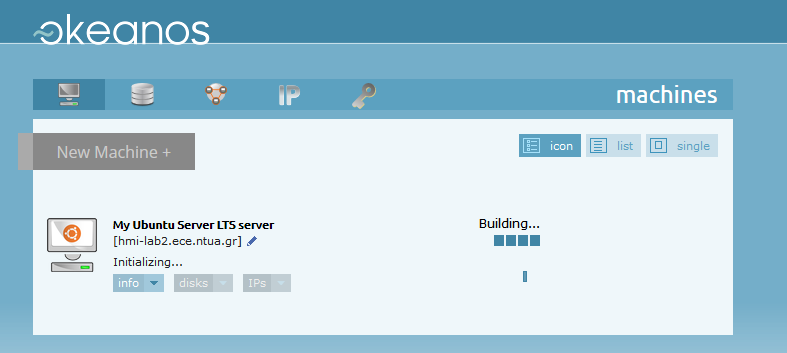 ~okeanos
IP
machines
New Machine +
icon
list
single
My Ubuntu Server LTS server
Building...
[hmi-lab2.ece.ntua.gr]
Initializing...
info
disks
IPs